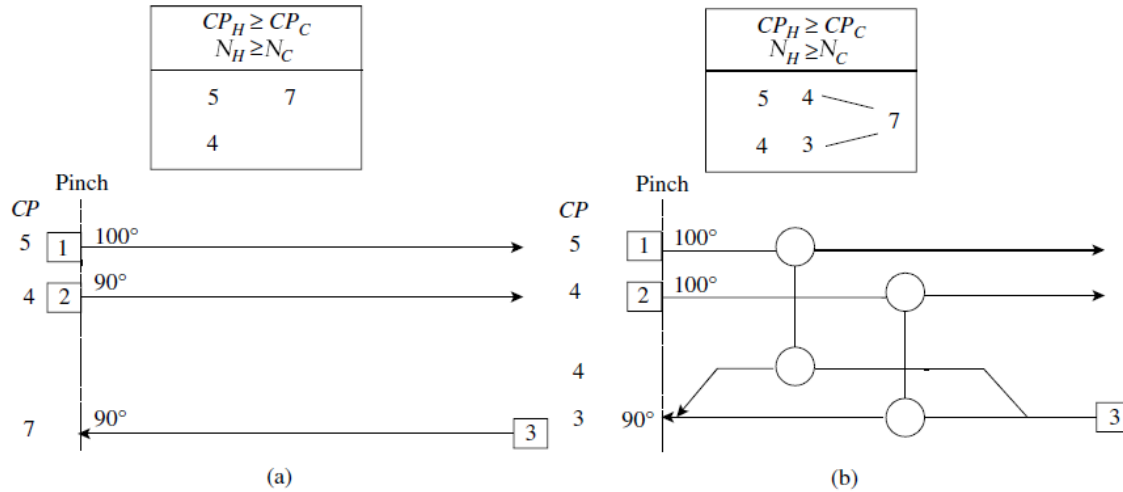 CP_H ≥ CP_C
N_H ≥ N_C
5 7
4
Pinch
CP
5 1 100°
4 2 90°
7 90° 3
(a)
CP_H ≥ CP_C
N_H ≥ N_C
5 4
7
4 3
Pinch
CP
5 1 100°
4 2 100°
4
3 90° 3
(b)